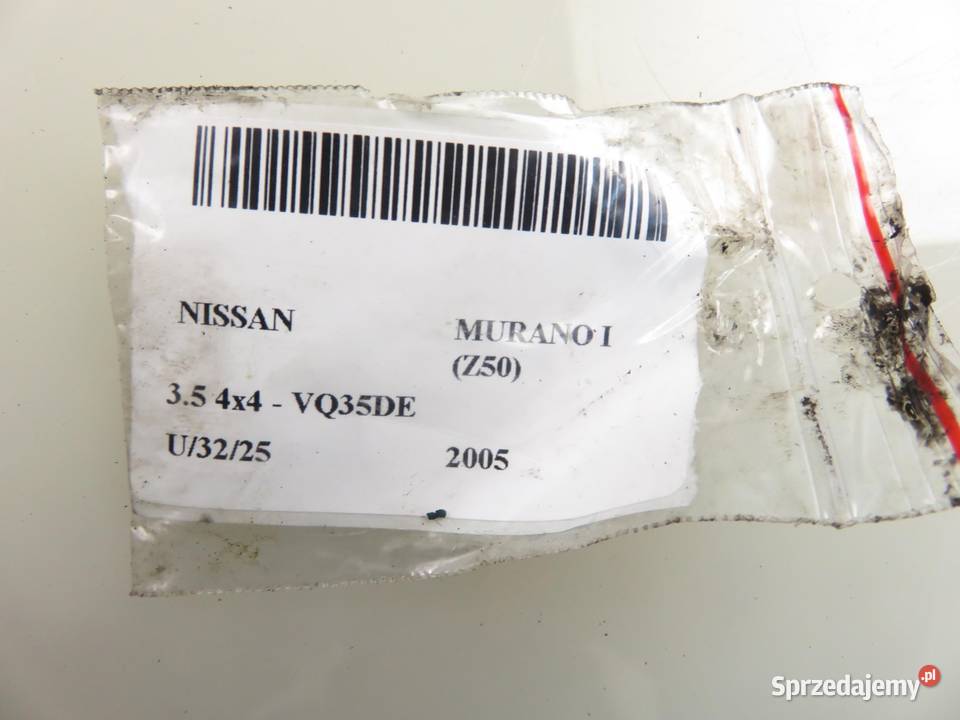 NISSAN
MURANO I
(Z50)
3.5 4x4 - VQ35DE
U/32/25
2005
Sprzedajemy.pl